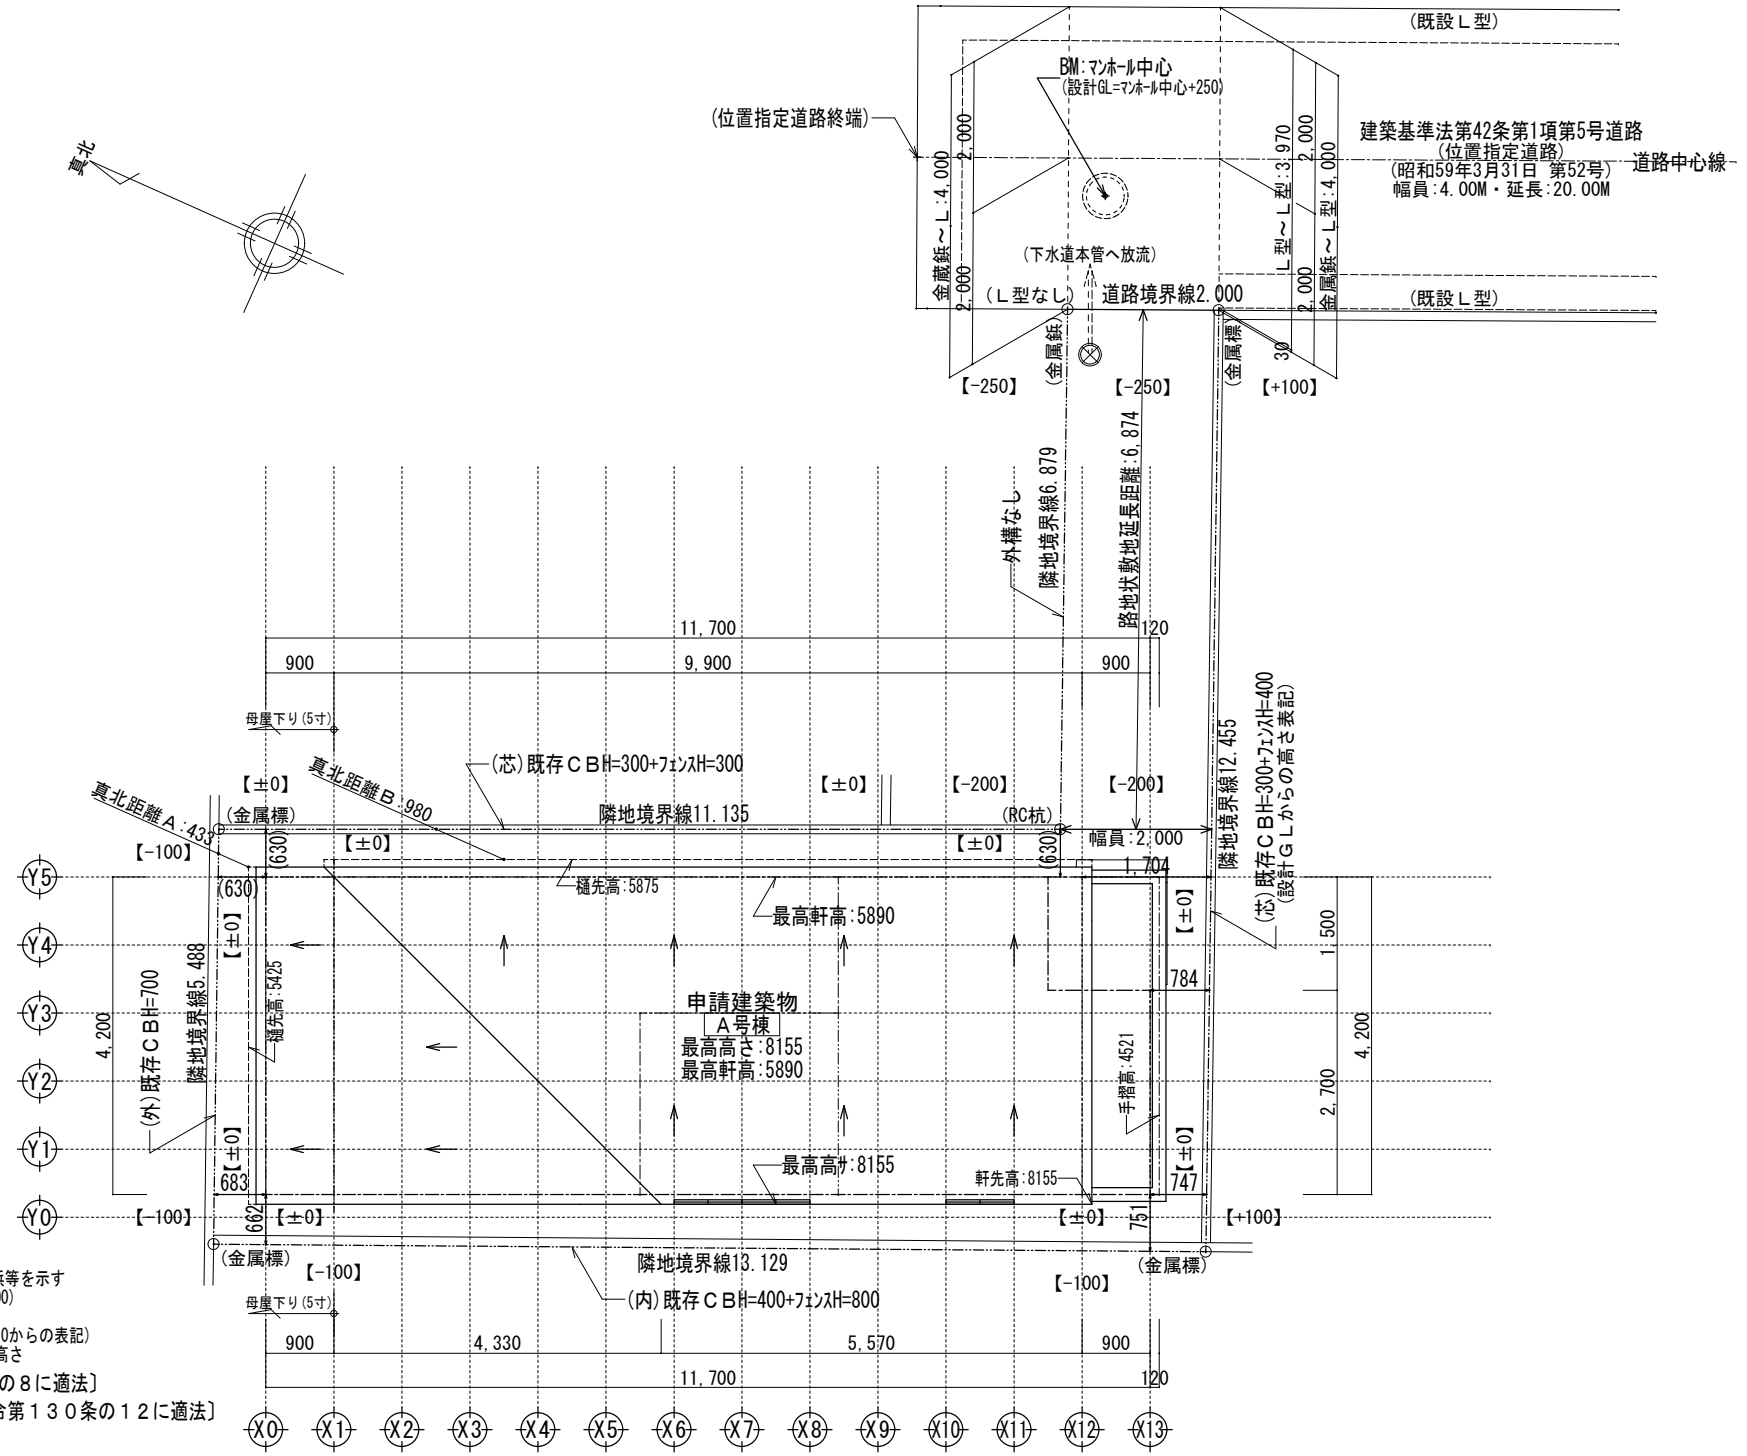 (既設Ｌ型)
BM:ﾏﾝﾎｰﾙ中心
(設計GL=ﾏﾝﾎｰﾙ中心+250)
(位置指定道路終端)
建築基準法第42条第1項第5号道路
(位置指定道路)
(昭和59年3月31日 第52号)
幅員:4.00M・延長:20.00M
道路中心線
真北
金蔵鋲～Ｌ:4,000
2,000
2,000
Ｌ型～Ｌ型:3.970
2,000
2,000
金属鋲～Ｌ型:4,000
30
(下水道本管へ放流)
(Ｌ型なし)
道路境界線2.000
(既設Ｌ型)
(金属鋲)
(金属標)
【-250】
【-250】
【+100】
外構なし
隣地境界線6.879
路地状敷地延長距離:6,874
11,700
120
900
9,900
900
母屋下り(5寸)
(芯)既存ＣＢH=300+ﾌｪﾝｽH=300
隣地境界線12.455
(芯)既存ＣＢH=300+ﾌｪﾝｽH=400
(設計ＧＬからの高さ表記)
真北距離Ａ:433
真北距離Ｂ:980
【±0】
【±0】
【-200】
【-200】
(金属標)
隣地境界線11.135
(RC杭)
幅員:2,000
【-100】
(630)
【±0】
【±0】
(630)
1,704
Y5
(630)
樋先高:5875
最高軒高:5890
【±0】
【±0】
1,500
Y4
隣地境界線5.488
樋先高:5425
784
(外)既存ＣＢH=700
4,200
Y3
申請建築物
Ａ号棟
最高高さ:8155
最高軒高:5890
手摺高:4521
4,200
2,700
Y2
Y1
【±0】
【±0】
683
最高高ｻ:8155
軒先高:8155
747
Y0
【-100】
662
【±0】
【±0】
751
【+100】
(金属標)
【-100】
隣地境界線13.129
【-100】
(金属標)
(内)既存ＣＢH=400+ﾌｪﾝｽH=800
等を示す
母屋下り(5寸)
0からの表記)
高さ
900
4,330
5,570
900
の８に適法〕
11,700
120
第１３０条の１２に適法〕
X0
X1
X2
X3
X4
X5
X6
X7
X8
X9
X10
X11
X12
X13